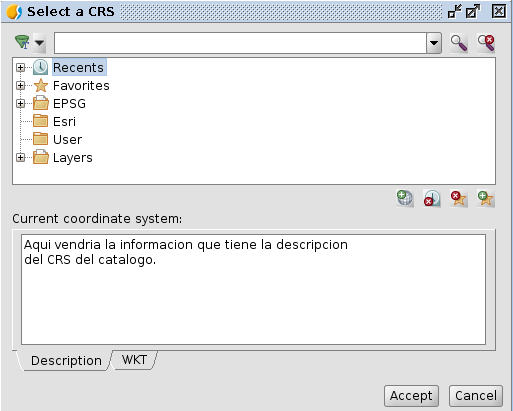 Select a CRS
Recents
Favorites
EPSG
Esri
User
Layers
Current coordinate system:
Aqui vendria la informacion que tiene la descripcion
del CRS del catalogo.
Description WKT
Accept Cancel